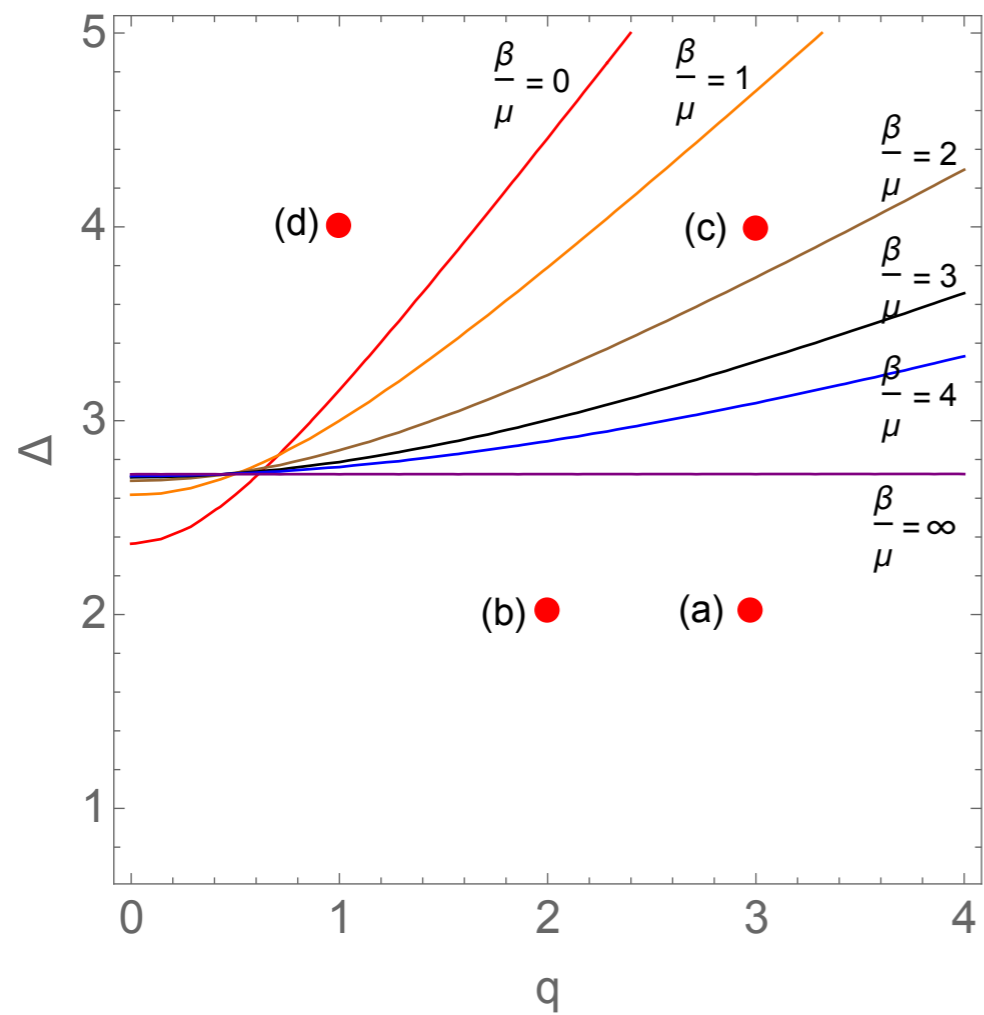 5
β/μ = 0
β/μ = 1
β/μ = 2
(d)
4
(c)
β/μ = 3
β/μ = 4
3
Δ
β/μ = ∞
2
(b)
(a)
1
0 1 2 3 4
q